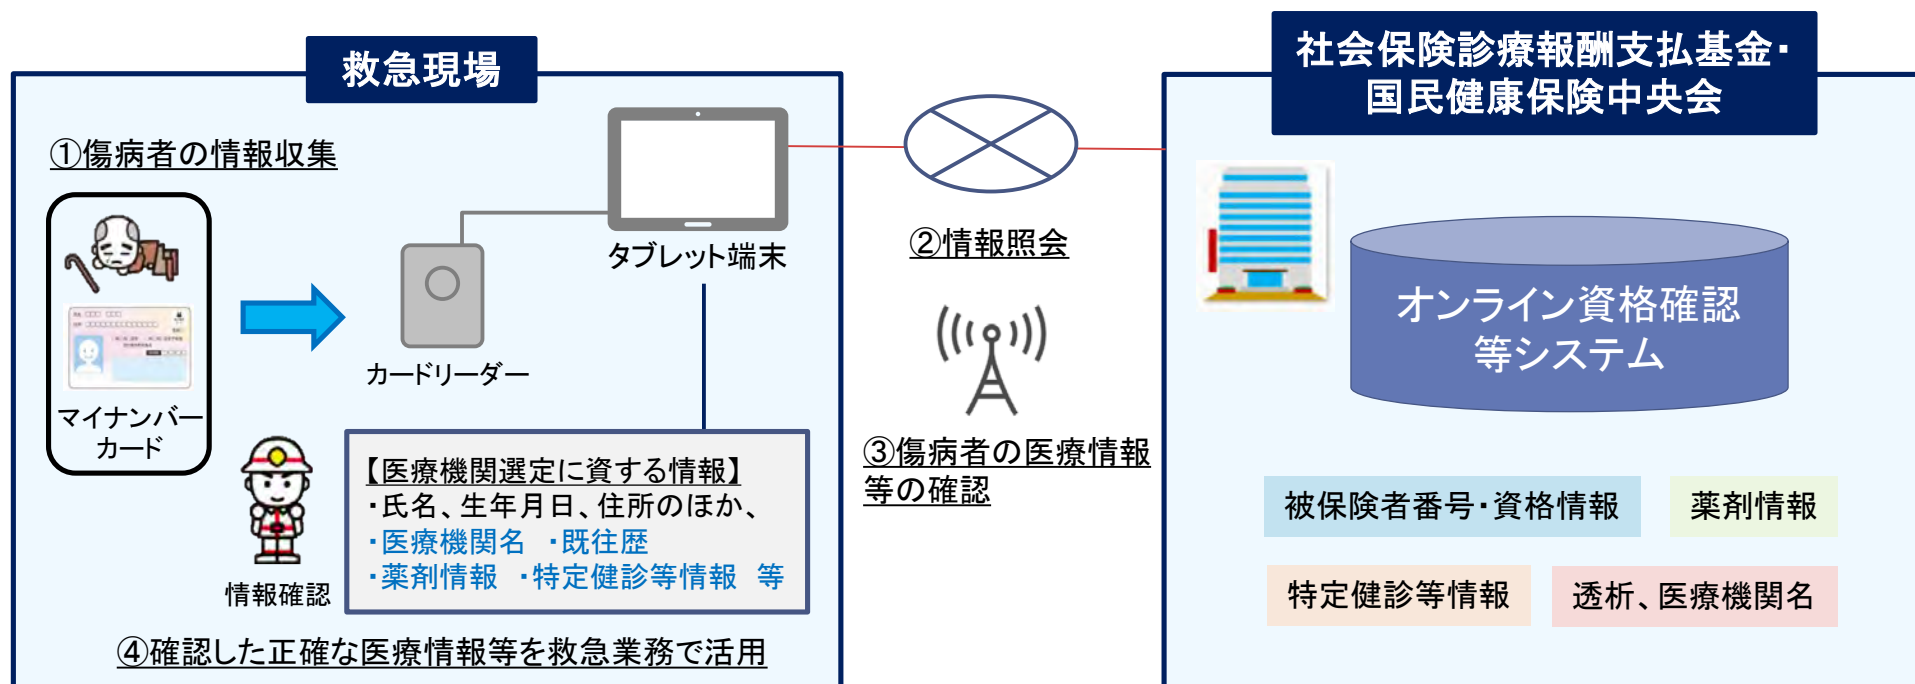 救急現場
①傷病者の情報収集
マイナンバー
カード
カードリーダー
タブレット端末
情報確認
【医療機関選定に資する情報】
・氏名、生年月日、住所のほか、
・医療機関名　・既往歴
・薬剤情報　・特定健診等情報　等
④確認した正確な医療情報等を救急業務で活用
②情報照会
③傷病者の医療情報
等の確認
社会保険診療報酬支払基金・
国民健康保険中央会
オンライン資格確認
等システム
被保険者番号・資格情報
薬剤情報
特定健診等情報
透析、医療機関名